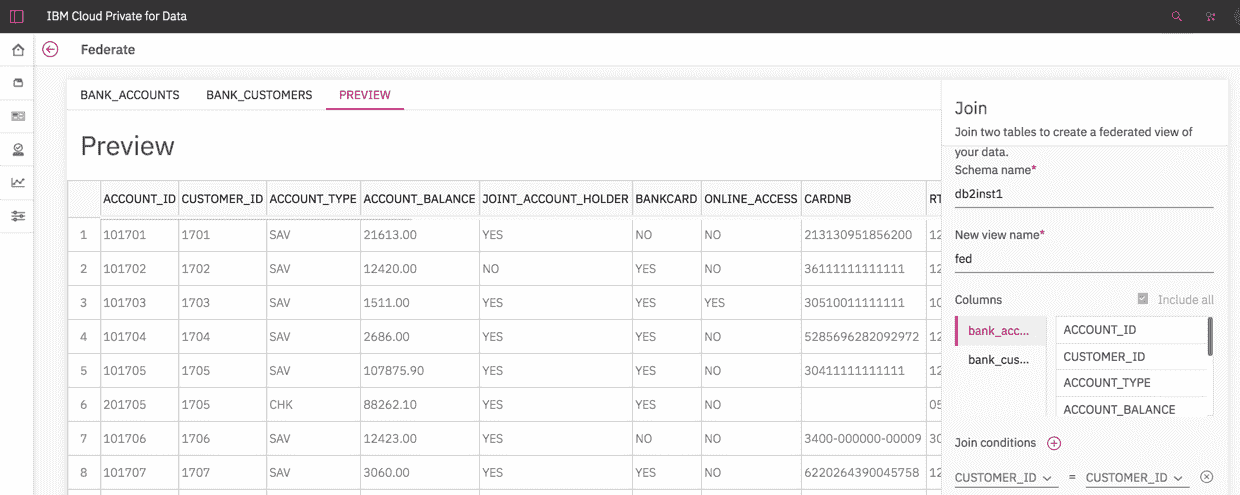 IBM Cloud Private for Data
Federate
BANK_ACCOUNTS BANK_CUSTOMERS PREVIEW
Preview
ACCOUNT_ID CUSTOMER_ID ACCOUNT_TYPE ACCOUNT_BALANCE JOINT_ACCOUNT_HOLDER BANKCARD ONLINE_ACCESS CARDNB RT
1 101701 1701 SAV 21613.00 YES NO NO 213130951856200 12
2 101702 1702 SAV 12420.00 NO YES NO 36111111111111 12
3 101703 1703 SAV 1511.00 YES YES YES 30510011111111 10
4 101704 1704 SAV 2686.00 YES YES NO 5285696282092972 12
5 101705 1705 SAV 107875.90 YES YES NO 30411111111111 12
6 201705 1705 CHK 88262.10 YES YES NO 05
7 101706 1706 SAV 12423.00 YES NO NO 3400-000000-00009 30
8 101707 1707 SAV 3060.00 YES YES NO 6220264390045758 12
Join
Join two tables to create a federated view of
your data.
Schema name*
db2inst1
New view name*
fed
Columns Include all
bank_acc...
bank_cus...
ACCOUNT_ID
CUSTOMER_ID
ACCOUNT_TYPE
ACCOUNT_BALANCE
Join conditions
CUSTOMER_ID = CUSTOMER_ID